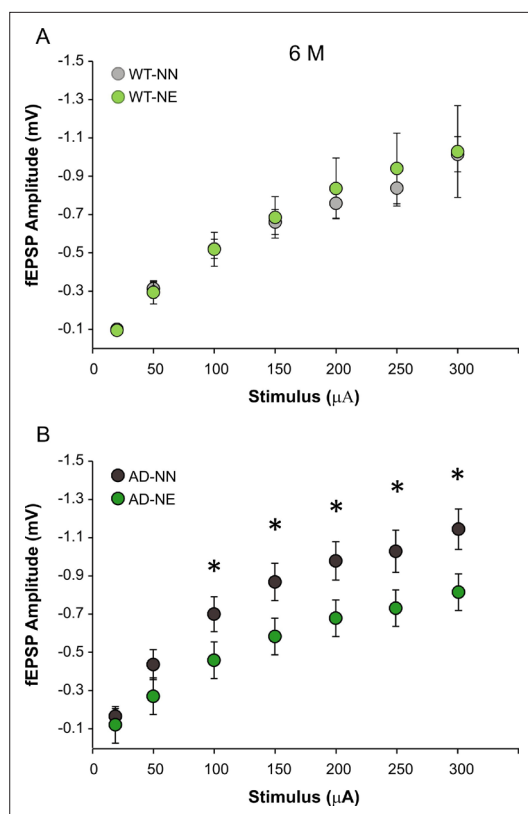 A
6 M
WT-NN
WT-NE
fEPSP Amplitude (mV)
-1.5
-1.3
-1.1
-0.9
-0.7
-0.5
-0.3
-0.1
0 50 100 150 200 250 300
Stimulus (μA)
B
AD-NN
AD-NE
fEPSP Amplitude (mV)
-1.5
-1.3
-1.1
-0.9
-0.7
-0.5
-0.3
-0.1
* * * * *
0 50 100 150 200 250 300
Stimulus (μA)